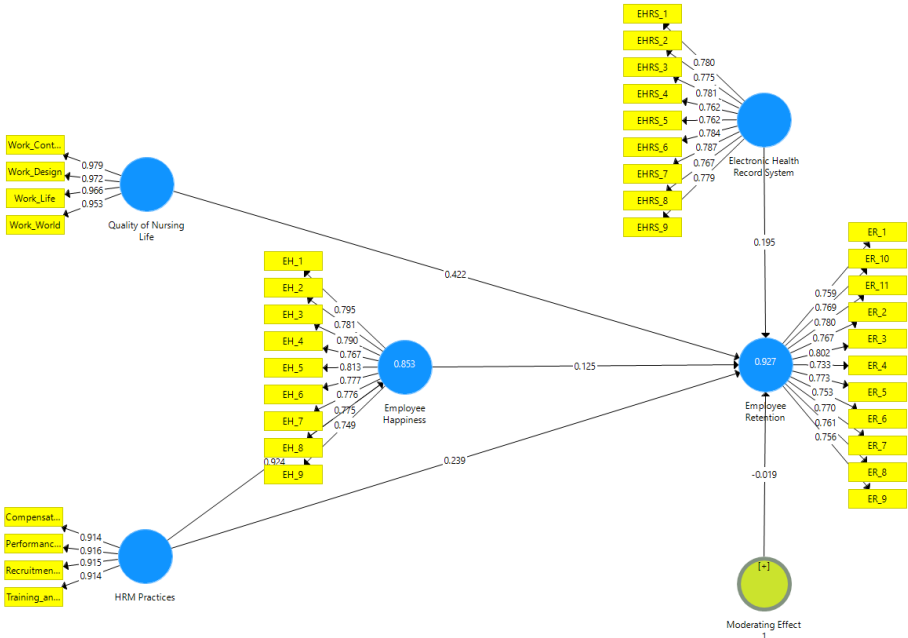 EHRS_1
EHRS_2
EHRS_3
EHRS_4
EHRS_5
EHRS_6
EHRS_7
EHRS_8
EHRS_9
0.780
0.775
0.781
0.762
0.762
0.784
0.787
0.767
0.779
Electronic Health
Record System
Work_Cont...
Work_Design
Work_Life
Work_World
0.979
0.972
0.966
0.953
Quality of Nursing
Life
0.422
0.195
EH_1
EH_2
EH_3
EH_4
EH_5
EH_6
EH_7
EH_8
EH_9
0.795
0.781
0.790
0.767
0.813
0.777
0.776
0.775
0.749
0.853
Employee
Happiness
0.125
ER_1
ER_10
ER_11
ER_2
ER_3
ER_4
ER_5
ER_6
ER_7
ER_8
ER_9
0.759
0.769
0.780
0.767
0.802
0.733
0.773
0.753
0.770
0.761
0.756
0.927
Employee
Retention
0.924
0.239
-0.019
Compensat...
Performanc...
Recruitmen...
Training_an...
0.914
0.916
0.915
0.914
HRM Practices
[+]
Moderating Effect
1